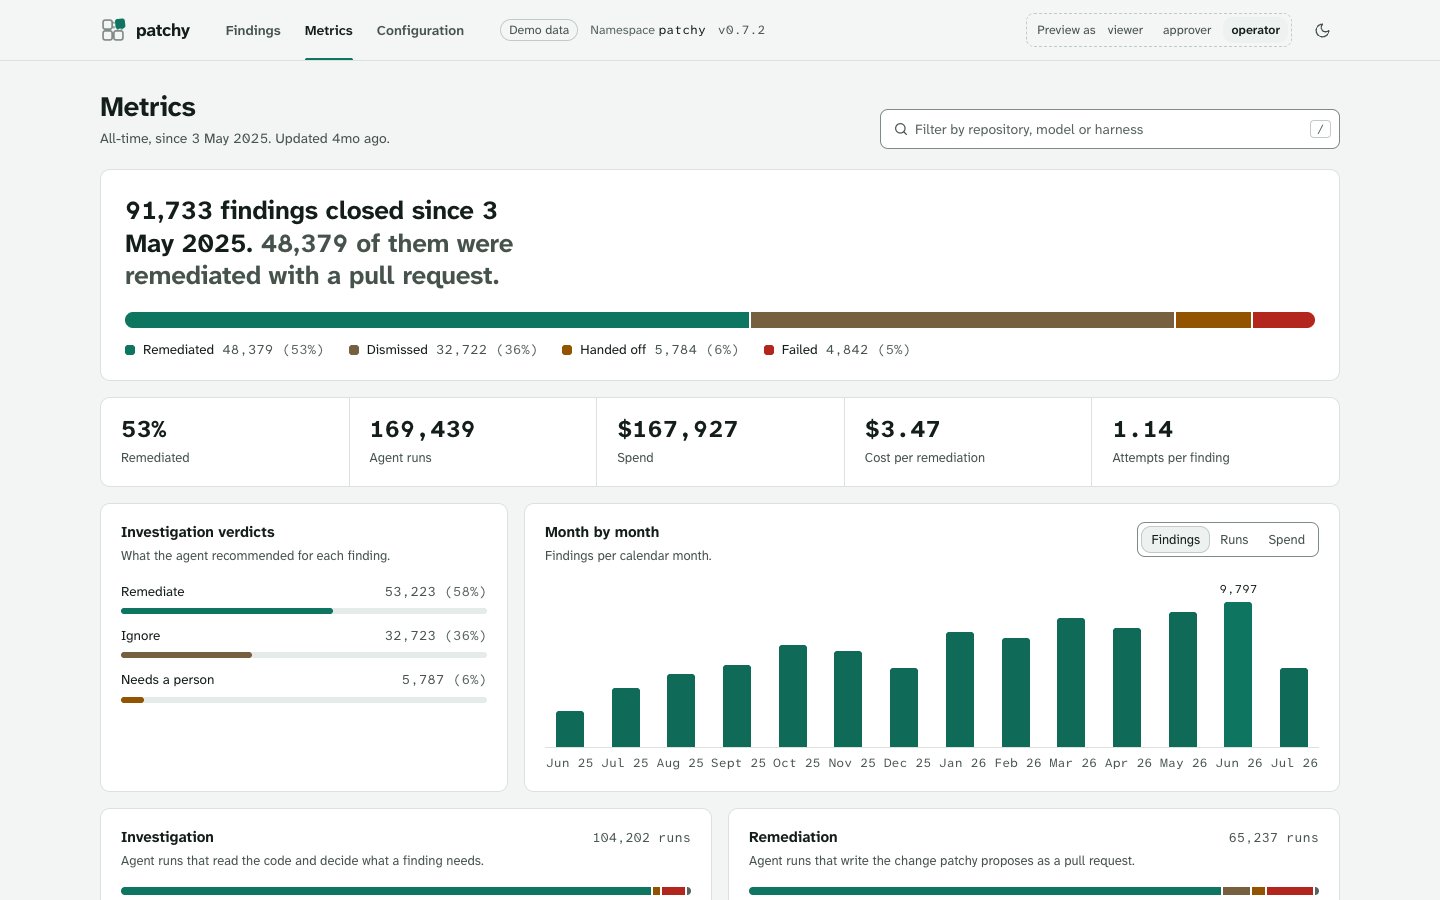 patchy
Findings
Metrics
Configuration
Demo data
Namespace patchy v0.7.2
Preview as viewer approver operator
Metrics
All-time, since 3 May 2025. Updated 4mo ago.
Filter by repository, model or harness
/
91,733 findings closed since 3
May 2025. 48,379 of them were
remediated with a pull request.
Remediated 48,379 (53%)
Dismissed 32,722 (36%)
Handed off 5,784 (6%)
Failed 4,842 (5%)
53%
Remediated
169,439
Agent runs
$167,927
Spend
$3.47
Cost per remediation
1.14
Attempts per finding
Investigation verdicts
What the agent recommended for each finding.
Remediate 53,223 (58%)
Ignore 32,723 (36%)
Needs a person 5,787 (6%)
Month by month
Findings per calendar month.
Findings Runs Spend
9,797
Jun 25 Jul 25 Aug 25 Sept 25 Oct 25 Nov 25 Dec 25 Jan 26 Feb 26 Mar 26 Apr 26 May 26 Jun 26 Jul 26
Investigation 104,202 runs
Agent runs that read the code and decide what a finding needs.
Remediation 65,237 runs
Agent runs that write the change patchy proposes as a pull request.